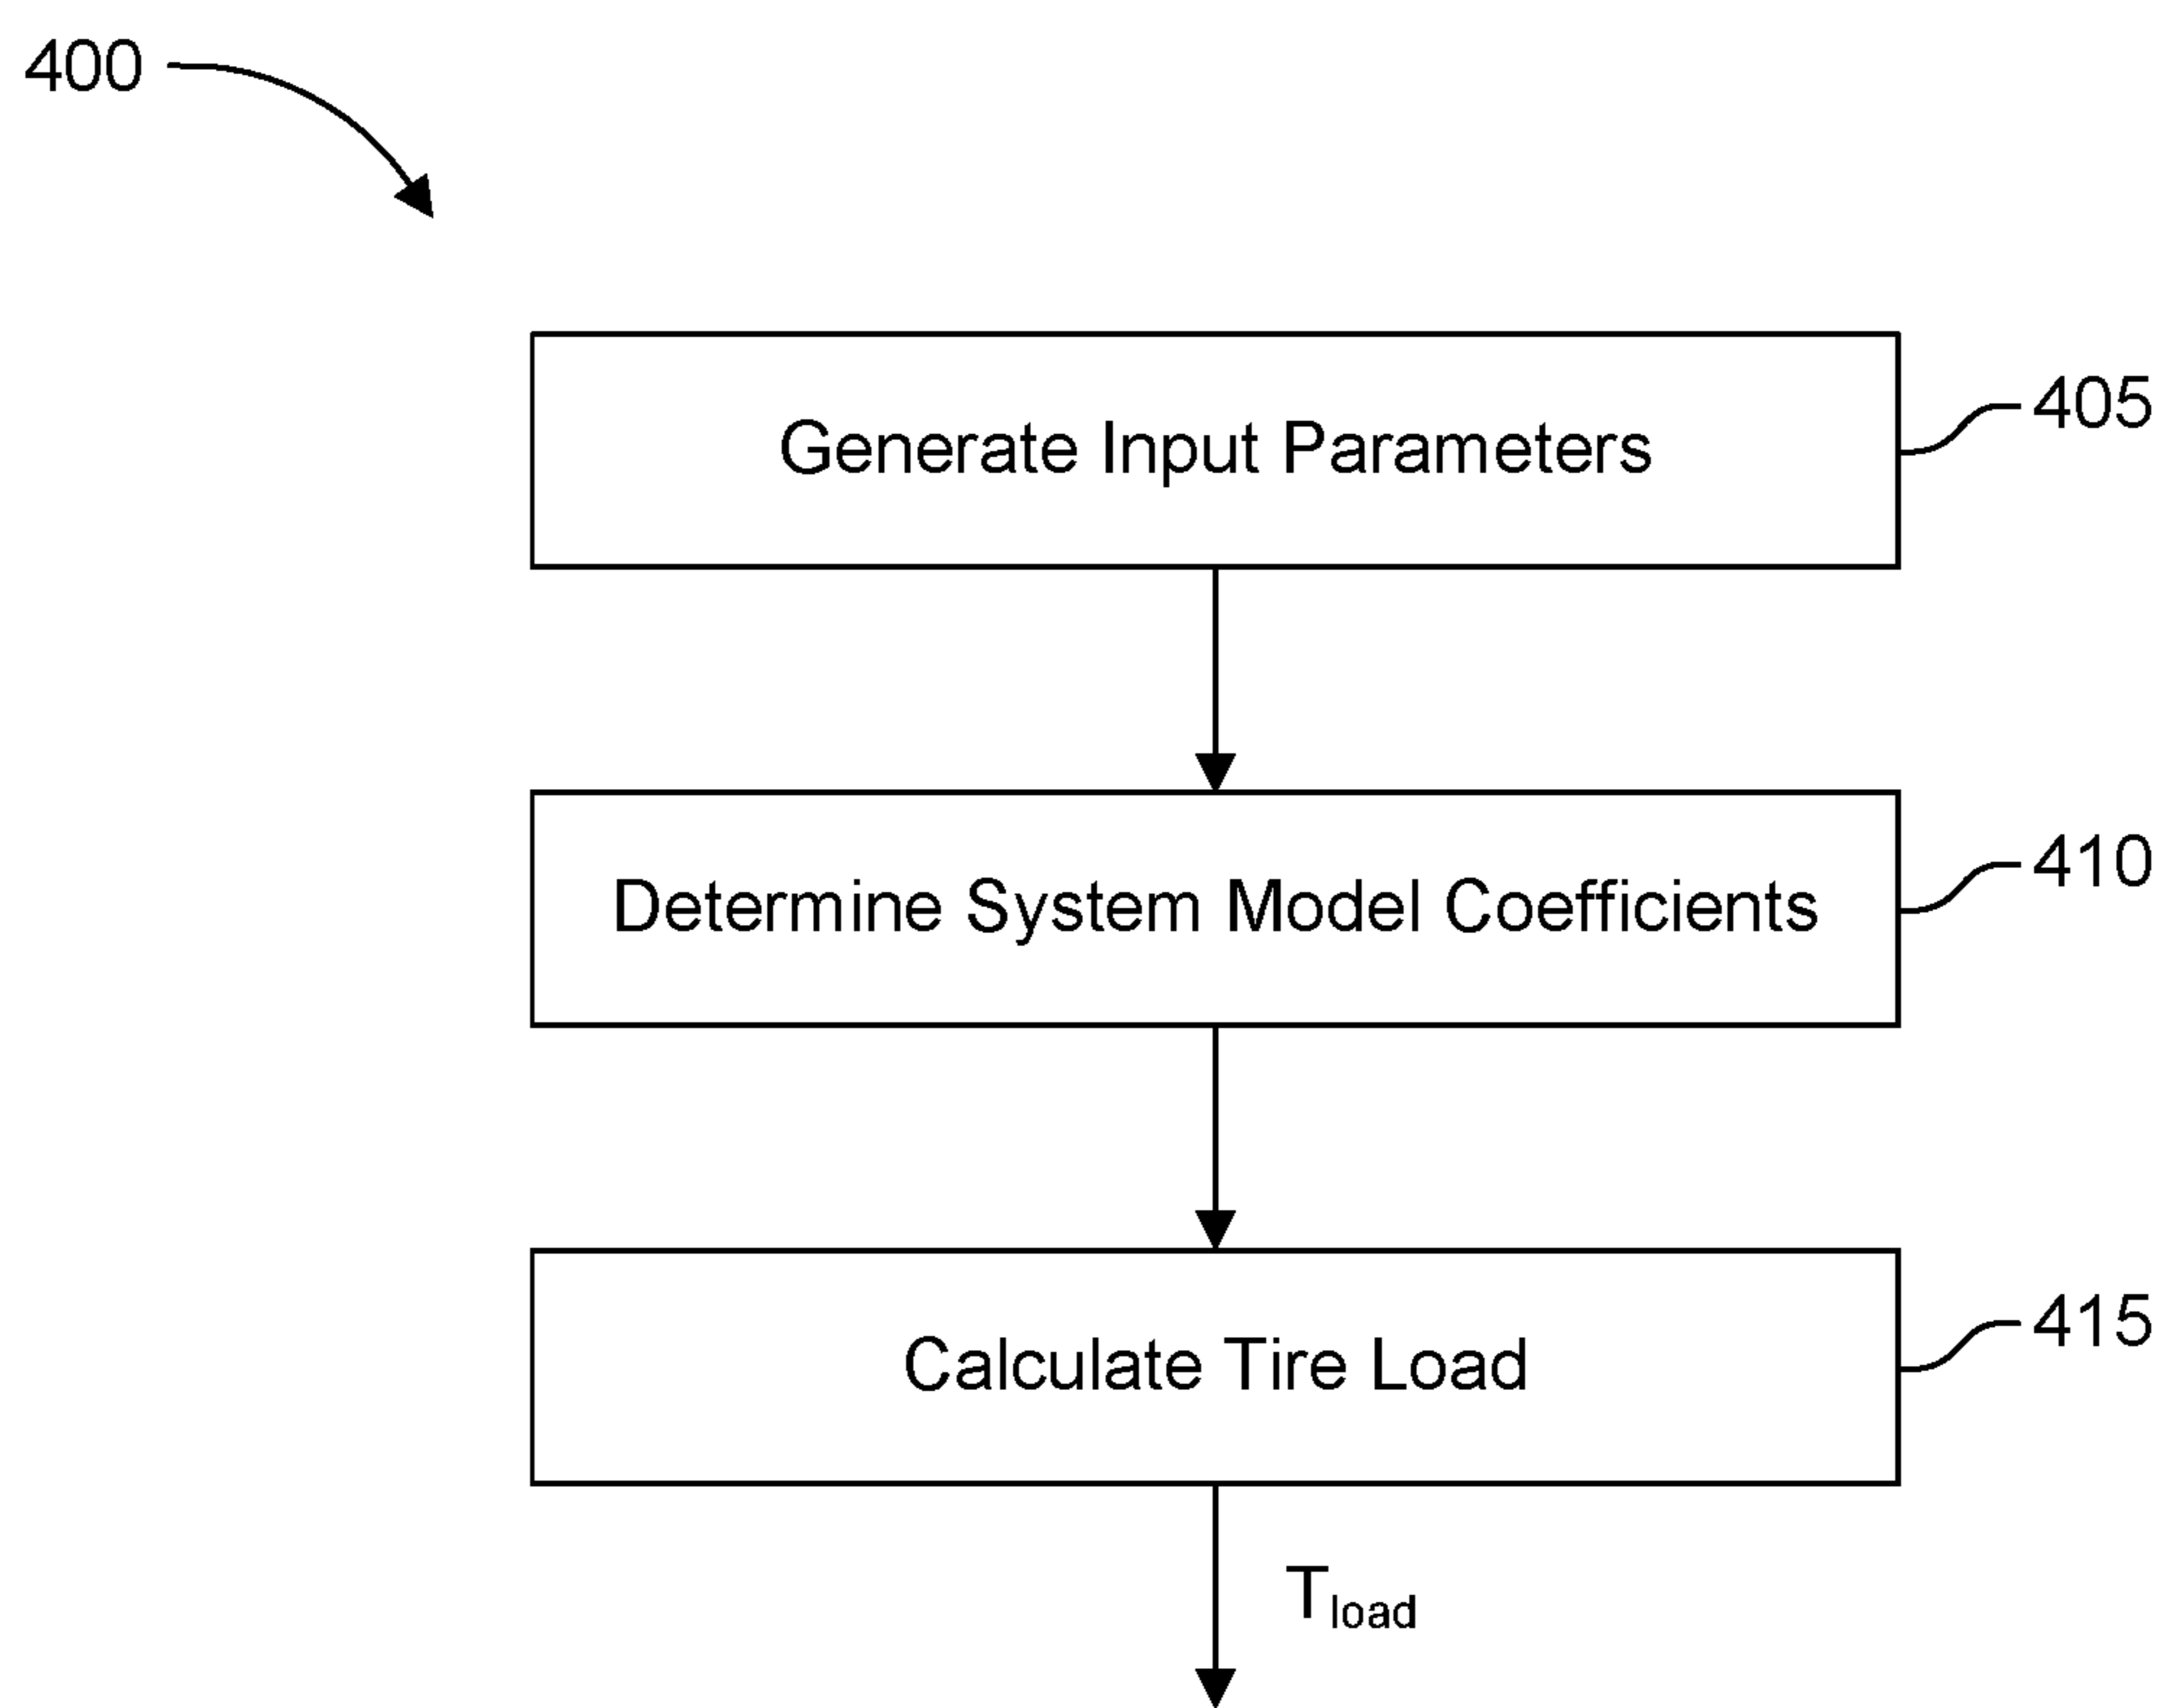 400
Generate Input Parameters
405
Determine System Model Coefficients
410
Calculate Tire Load
415
Tload